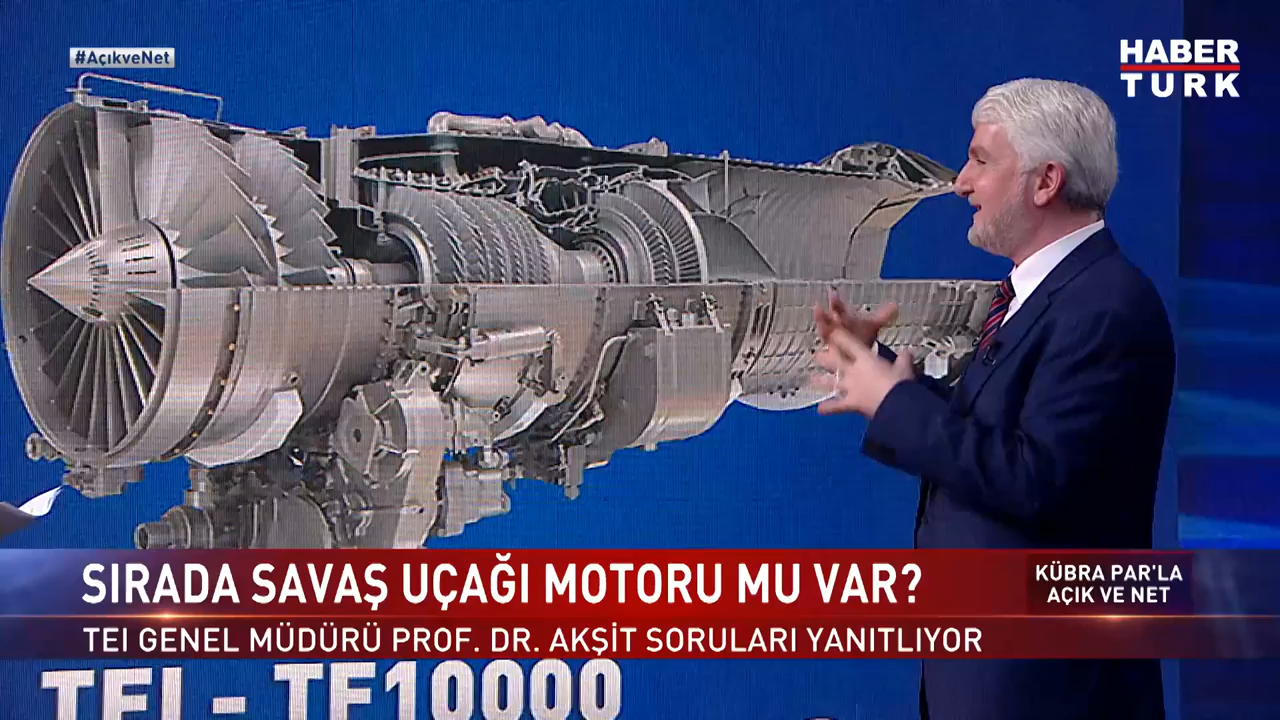 #AçıkveNet
HABER
TURK
SIRADA SAVAŞ UÇAĞI MOTORU MU VAR?
KÜBRA PAR'LA
AÇIK VE NET
TEI GENEL MÜDÜRÜ PROF. DR. AKŞİT SORULARI YANITLIYOR
TEI - TF10000